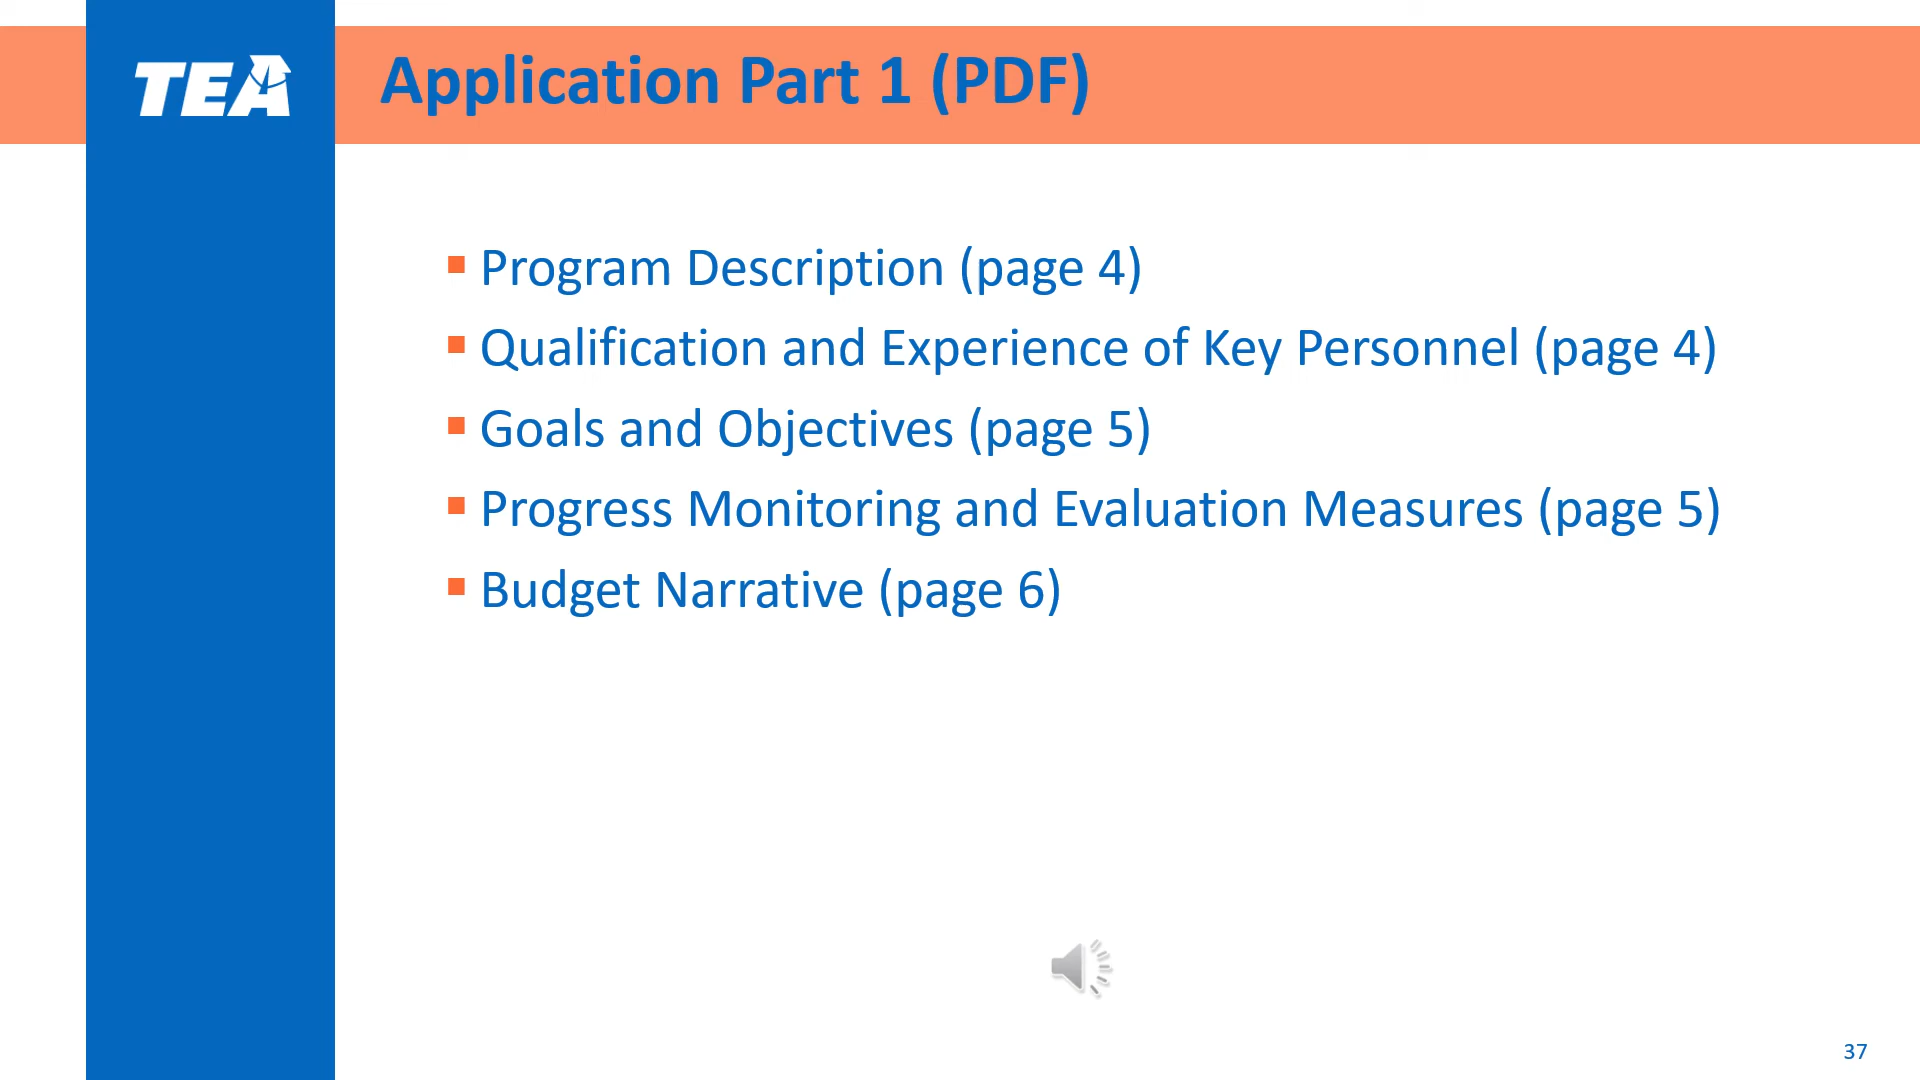 TEA
Application Part 1 (PDF)
Program Description (page 4)
Qualification and Experience of Key Personnel (page 4)
Goals and Objectives (page 5)
Progress Monitoring and Evaluation Measures (page 5)
Budget Narrative (page 6)
37